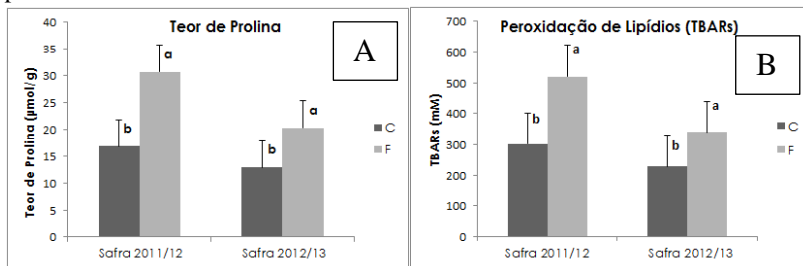 Teor de Prolina
A
Teor de Prolina (µmol/g)
40
35
30
25
20
15
10
5
0
b
a
b
a
C
F
Safra 2011/12
Safra 2012/13
Peroxidação de Lipídios (TBARs)
B
TBARs (mM)
700
600
500
400
300
200
100
0
b
a
b
a
C
F
Safra 2011/12
Safra 2012/13